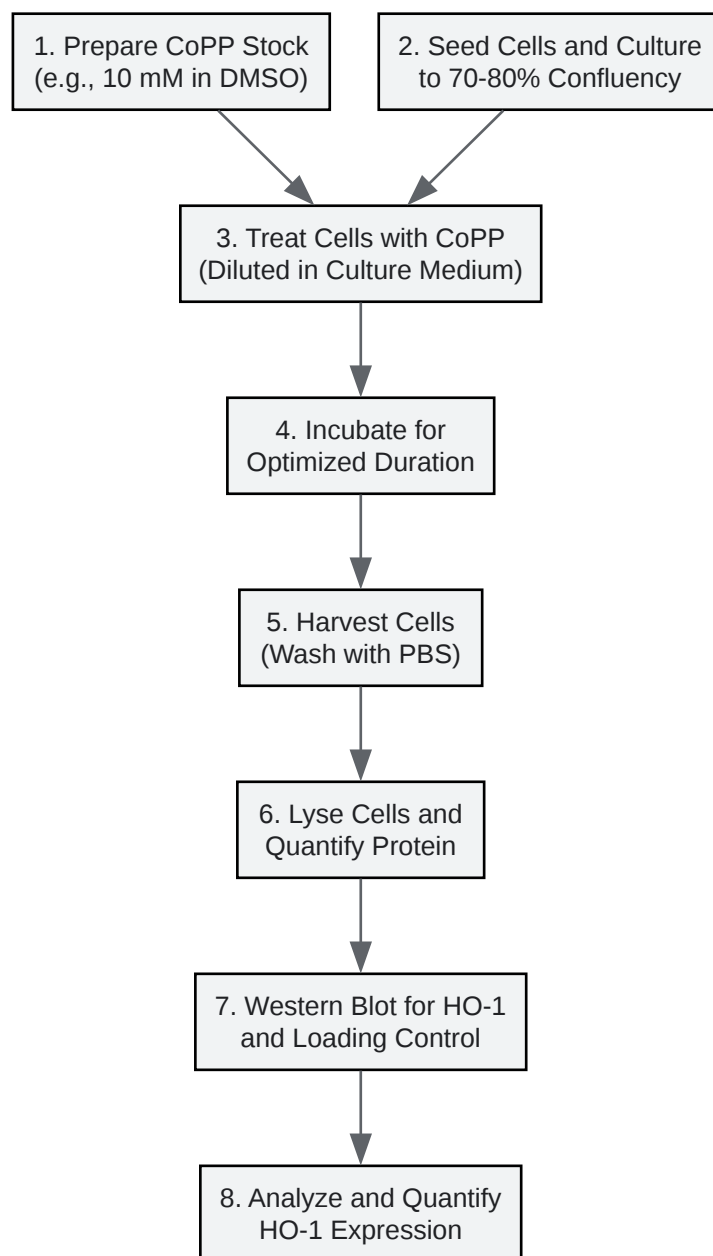 1. Prepare CoPP Stock
(e.g., 10 mM in DMSO)
2. Seed Cells and Culture
to 70-80% Confluency
3. Treat Cells with CoPP
(Diluted in Culture Medium)
4. Incubate for
Optimized Duration
5. Harvest Cells
(Wash with PBS)
6. Lyse Cells and
Quantify Protein
7. Western Blot for HO-1
and Loading Control
8. Analyze and Quantify
HO-1 Expression